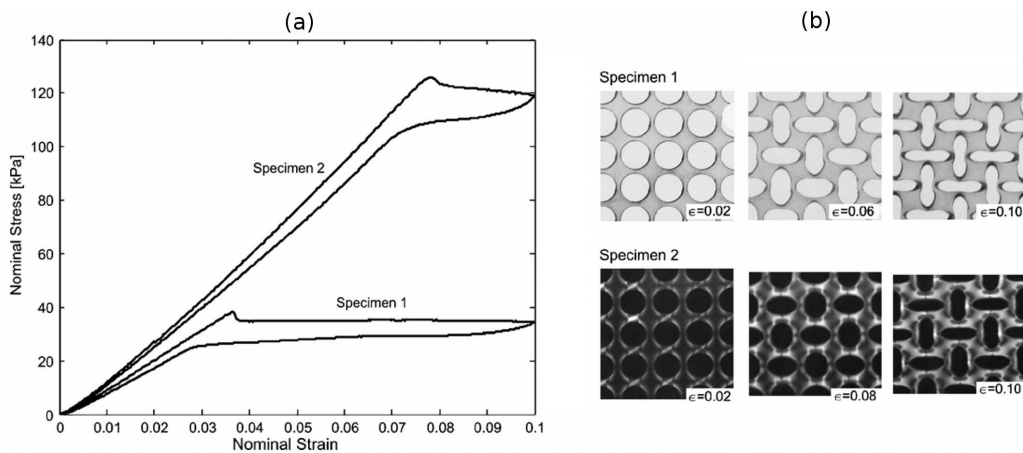 (a)
140
120
100
80
60
40
20
0
Nominal Stress [kPa]
Specimen 2
Specimen 1
0 0.01 0.02 0.03 0.04 0.05 0.06 0.07 0.08 0.09 0.1
Nominal Strain
(b)
Specimen 1
ϵ=0.02 ϵ=0.06 ϵ=0.10
Specimen 2
ϵ=0.02 ϵ=0.08 ϵ=0.10